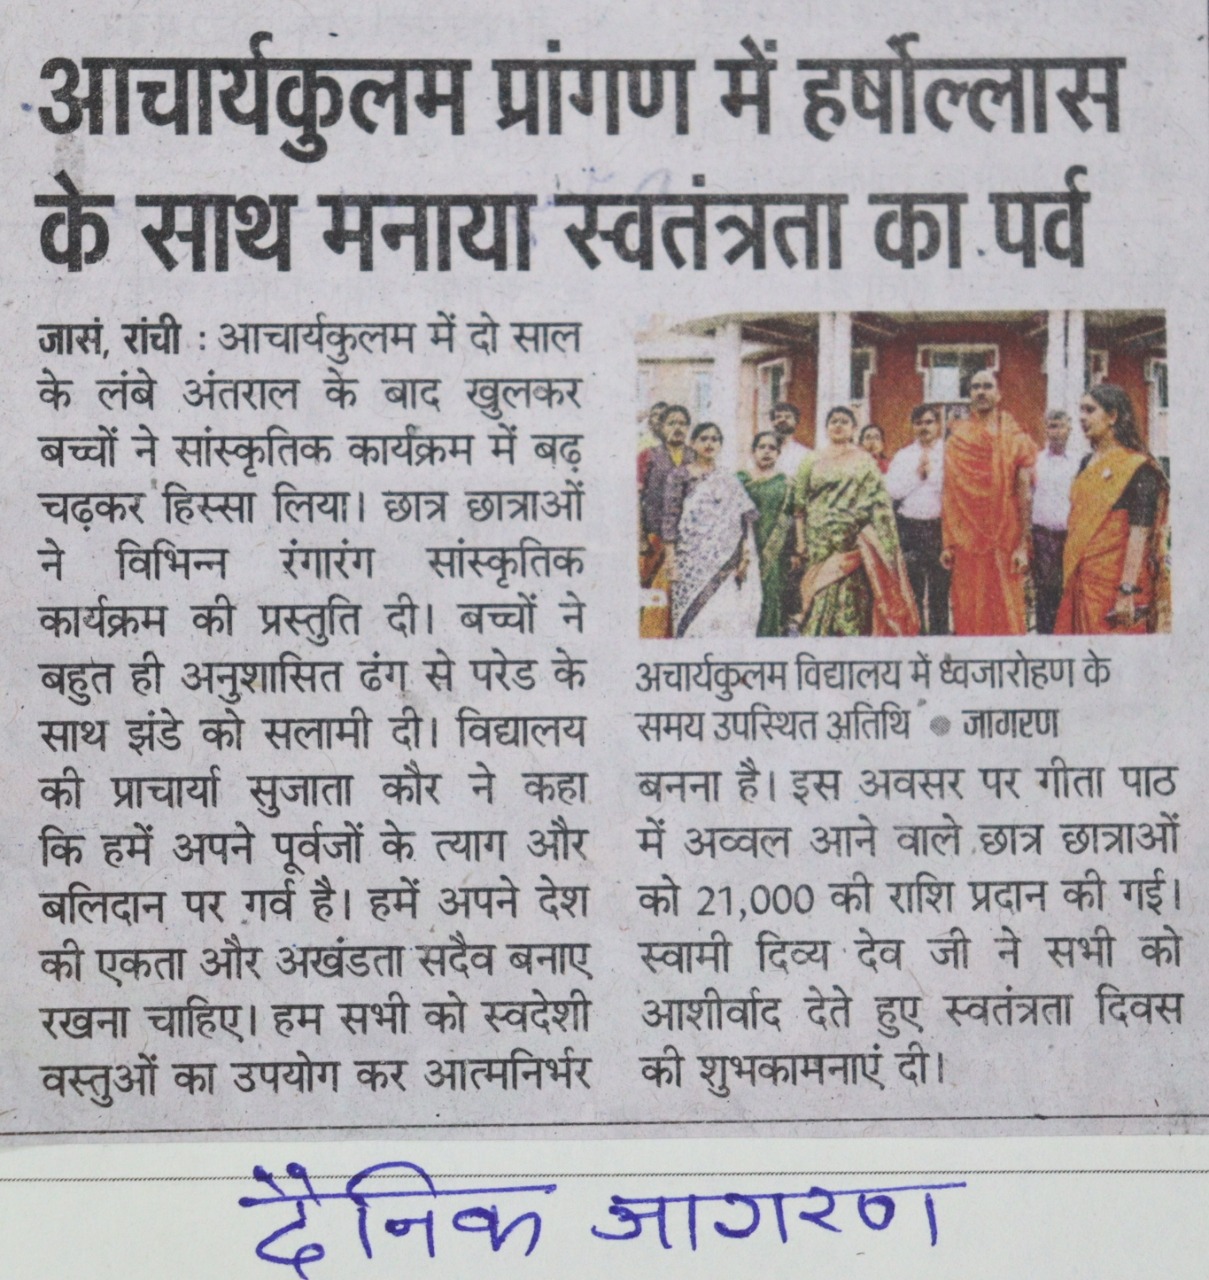 आचार्यकुलम प्रांगण में हर्षोल्लास
के साथ मनाया स्वतंत्रता का पर्व
जासं, रांची : आचार्यकुलम में दो साल
के लंबे अंतराल के बाद खुलकर
बच्चों ने सांस्कृतिक कार्यक्रम में बढ़
चढ़कर हिस्सा लिया। छात्र छात्राओं
ने विभिन्न रंगारंग सांस्कृतिक
कार्यक्रम की प्रस्तुति दी। बच्चों ने
बहुत ही अनुशासित ढंग से परेड के
साथ झंडे को सलामी दी। विद्यालय
की प्राचार्या सुजाता कौर ने कहा
कि हमें अपने पूर्वजों के त्याग और
बलिदान पर गर्व है। हमें अपने देश
की एकता और अखंडता सदैव बनाए
रखना चाहिए। हम सभी को स्वदेशी
वस्तुओं का उपयोग कर आत्मनिर्भर
अचार्यकुलम विद्यालय में ध्वजारोहण के
समय उपस्थित अतिथि ● जागरण
बनना है। इस अवसर पर गीता पाठ
में अव्वल आने वाले छात्र छात्राओं
को 21,000 की राशि प्रदान की गई।
स्वामी दिव्य देव जी ने सभी को
आशीर्वाद देते हुए स्वतंत्रता दिवस
की शुभकामनाएं दी।
दैनिक जागरण